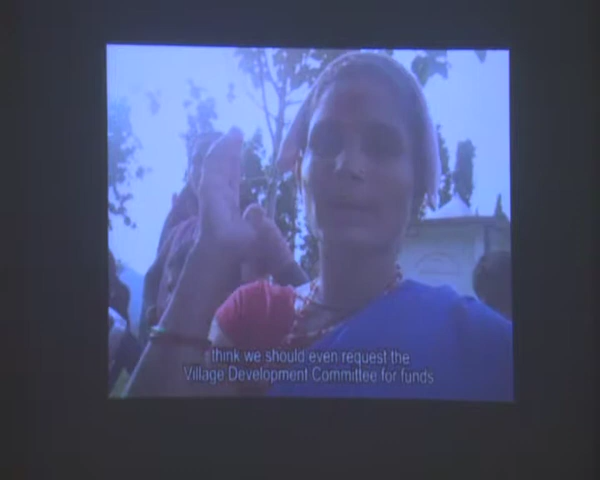 think we should even request the
Village Development Committee for funds